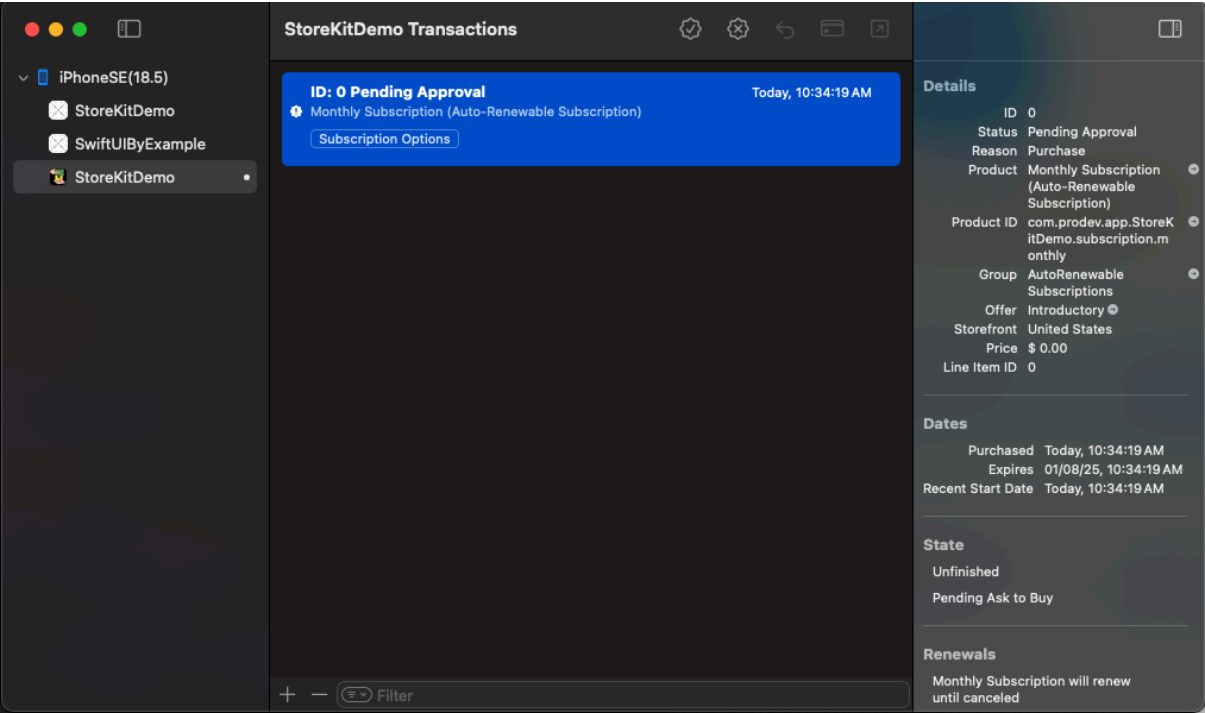 StoreKitDemo Transactions
iPhoneSE(18.5)
StoreKitDemo
SwiftUIByExample
StoreKitDemo
ID: 0 Pending Approval
Today, 10:34:19 AM
Monthly Subscription (Auto-Renewable Subscription)
Subscription Options
Filter
Details
ID 0
Status Pending Approval
Reason Purchase
Product Monthly Subscription
(Auto-Renewable
Subscription)
Product ID com.prodev.app.StoreK
itDemo.subscription.m
onthly
Group AutoRenewable
Subscriptions
Offer Introductory
Storefront United States
Price $ 0.00
Line Item ID 0
Dates
Purchased Today, 10:34:19 AM
Expires 01/08/25, 10:34:19 AM
Recent Start Date Today, 10:34:19 AM
State
Unfinished
Pending Ask to Buy
Renewals
Monthly Subscription will renew
until canceled